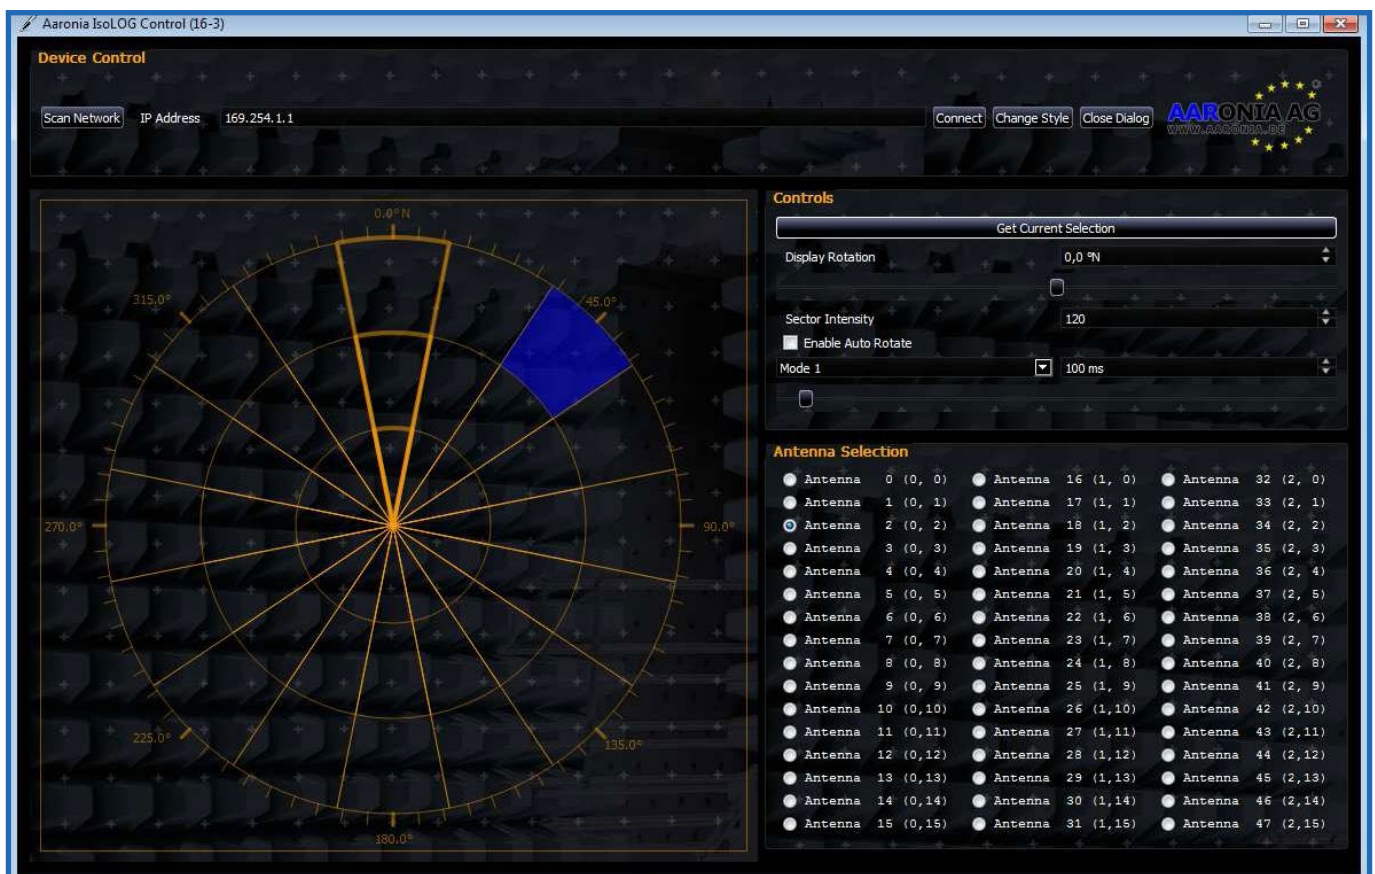 Aaronia IsoLOG Control (16-3)
Device Control
Scan Network IP Address 169.254.1.1 Connect Change Style Close Dialog
AARONIA AG
WWW.AARONIA.DE
0.0° N
45.0°
90.0°
135.0°
180.0°
225.0°
270.0°
315.0°
Controls
Get Current Selection
Display Rotation 0,0 ºN
Sector Intensity 120
Enable Auto Rotate
Mode 1 100 ms
Antenna Selection
Antenna 0 (0, 0) Antenna 16 (1, 0) Antenna 32 (2, 0)
Antenna 1 (0, 1) Antenna 17 (1, 1) Antenna 33 (2, 1)
Antenna 2 (0, 2) Antenna 18 (1, 2) Antenna 34 (2, 2)
Antenna 3 (0, 3) Antenna 19 (1, 3) Antenna 35 (2, 3)
Antenna 4 (0, 4) Antenna 20 (1, 4) Antenna 36 (2, 4)
Antenna 5 (0, 5) Antenna 21 (1, 5) Antenna 37 (2, 5)
Antenna 6 (0, 6) Antenna 22 (1, 6) Antenna 38 (2, 6)
Antenna 7 (0, 7) Antenna 23 (1, 7) Antenna 39 (2, 7)
Antenna 8 (0, 8) Antenna 24 (1, 8) Antenna 40 (2, 8)
Antenna 9 (0, 9) Antenna 25 (1, 9) Antenna 41 (2, 9)
Antenna 10 (0,10) Antenna 26 (1,10) Antenna 42 (2,10)
Antenna 11 (0,11) Antenna 27 (1,11) Antenna 43 (2,11)
Antenna 12 (0,12) Antenna 28 (1,12) Antenna 44 (2,12)
Antenna 13 (0,13) Antenna 29 (1,13) Antenna 45 (2,13)
Antenna 14 (0,14) Antenna 30 (1,14) Antenna 46 (2,14)
Antenna 15 (0,15) Antenna 31 (1,15) Antenna 47 (2,15)